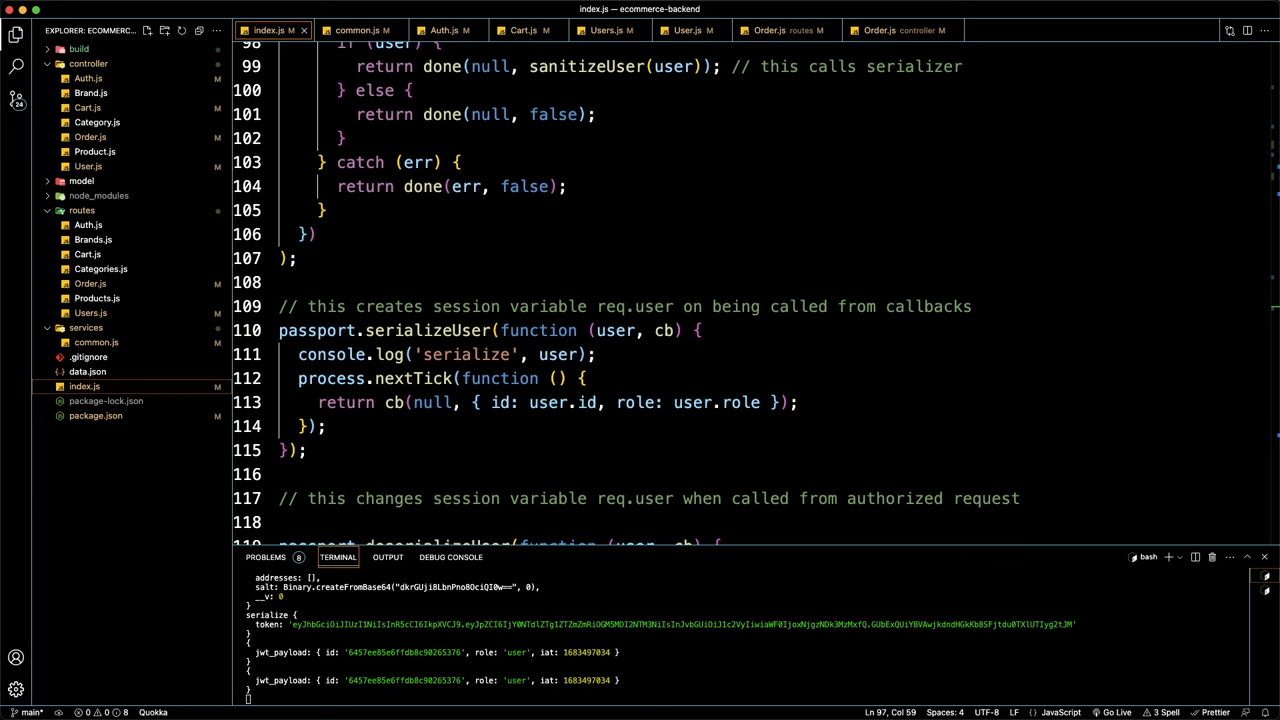 index.js — ecommerce-backend
EXPLORER: ECOMMERC...
build
controller
Auth.js M
Brand.js
Cart.js M
Category.js
Order.js M
Product.js
User.js M
model
node_modules
routes
Auth.js
Brands.js
Cart.js
Categories.js
Order.js M
Products.js
Users.js M
services
common.js M
.gitignore
data.json
index.js M
package-lock.json
package.json M
24
index.js M
common.js M
Auth.js M
Cart.js M
Users.js M
User.js M
Order.js routes M
Order.js controller M
98 if (user) {
99 return done(null, sanitizeUser(user)); // this calls serializer
100 } else {
101 return done(null, false);
102 }
103 } catch (err) {
104 return done(err, false);
105 }
106 })
107 );
108
109 // this creates session variable req.user on being called from callbacks
110 passport.serializeUser(function (user, cb) {
111 console.log('serialize', user);
112 process.nextTick(function () {
113 return cb(null, { id: user.id, role: user.role });
114 });
115 });
116
117 // this changes session variable req.user when called from authorized request
118
119 passport.deserializeUser(function (user, cb) {
PROBLEMS 8 TERMINAL OUTPUT DEBUG CONSOLE
bash
addresses: [],
salt: Binary.createFromBase64("dkrGUji8LbnPno8OciQI0w==", 0),
__v: 0
}
serialize {
token:
}
{
jwt_payload: { id: '6457ee85e6ffdb8c90265376', role: 'user', iat: 1683497034 }
}
{
jwt_payload: { id: '6457ee85e6ffdb8c90265376', role: 'user', iat: 1683497034 }
}
main* 0 0 8 Quokka
Ln 97, Col 59 Spaces: 4 UTF-8 LF {} JavaScript Go Live 3 Spell Prettier